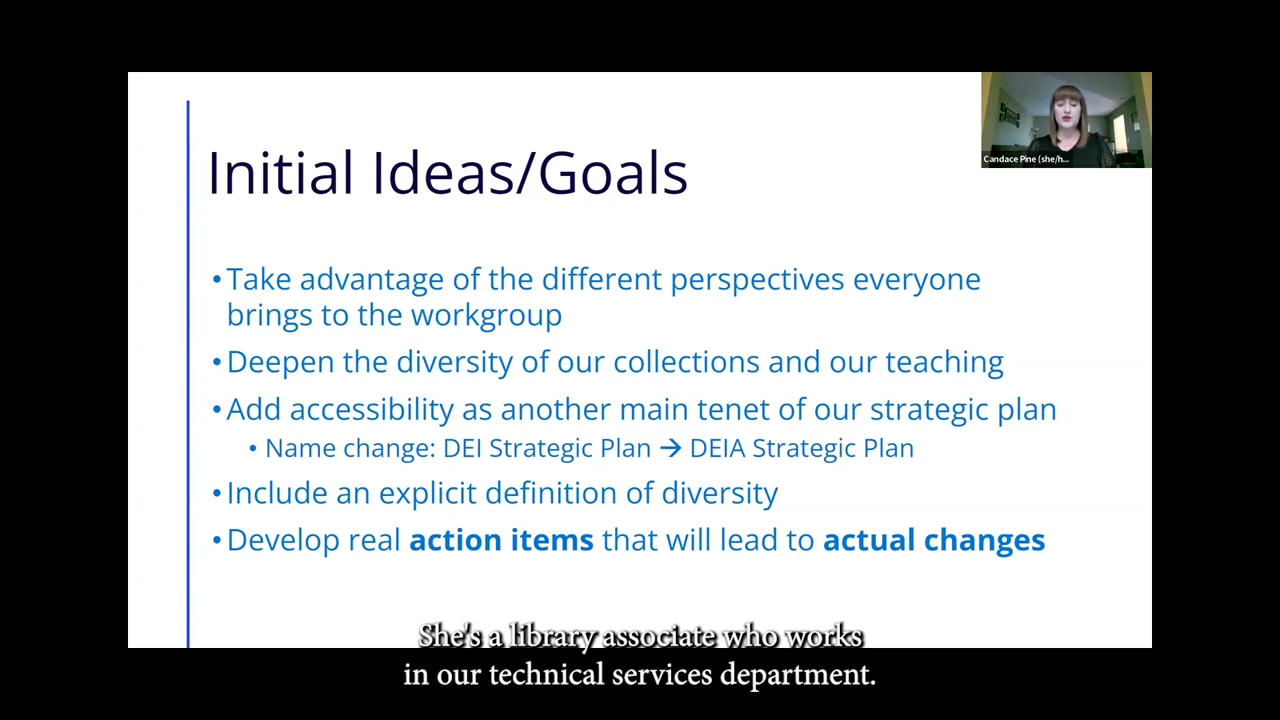 Candace Pine (she/h...
Initial Ideas/Goals
•Take advantage of the different perspectives everyone
brings to the workgroup
•Deepen the diversity of our collections and our teaching
•Add accessibility as another main tenet of our strategic plan
•Name change: DEI Strategic Plan → DEIA Strategic Plan
•Include an explicit definition of diversity
•Develop real action items that will lead to actual changes
She's a library associate who works
in our technical services department.